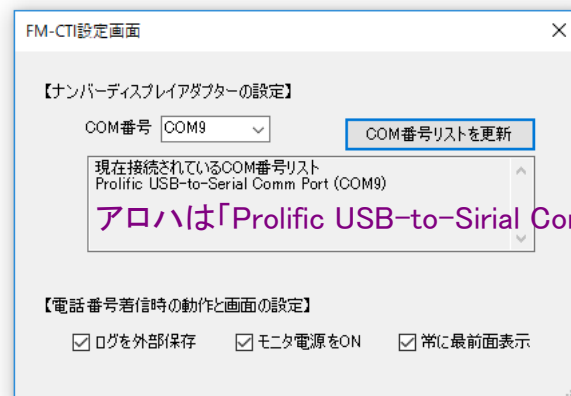 FM-CTI設定画面
【ナンバーディスプレイアダプターの設定】
COM番号 COM9 COM番号リストを更新
現在接続されているCOM番号リスト
Prolific USB-to-Serial Comm Port (COM9)
アロハは「Prolific USB-to-Sirial Com
【電話番号着信時の動作と画面の設定】
ログを外部保存 モニタ電源をON 常に最前面表示